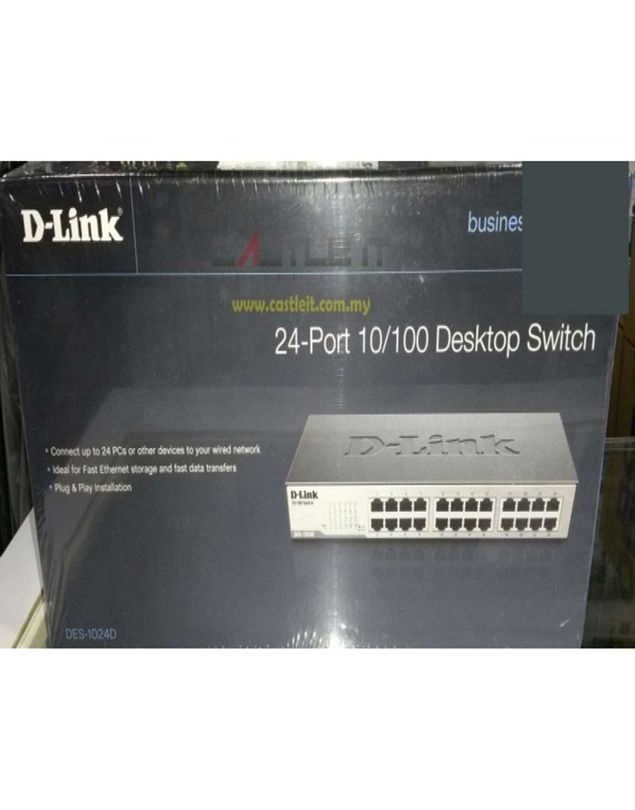 D-Link
busines
CASTLE IT
www.castleit.com.my
24-Port 10/100 Desktop Switch
D-Link
• Connect up to 24 PCs or other devices to your wired network
• Ideal for Fast Ethernet storage and fast data transfers
• Plug & Play Installation
D-Link
DES-1024D